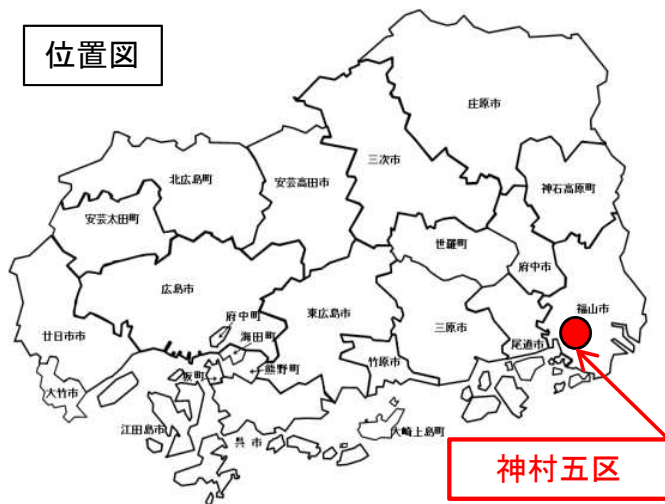 位置図
庄原市
三次市
北広島町
安芸高田市
神石高原町
安芸太田町
世羅町
府中市
広島市
東広島市
三原市
福山市
府中町
海田町
尾道市
廿日市市
竹原市
坂町
熊野町
大竹市
江田島市
呉市
大崎上島町
神村五区